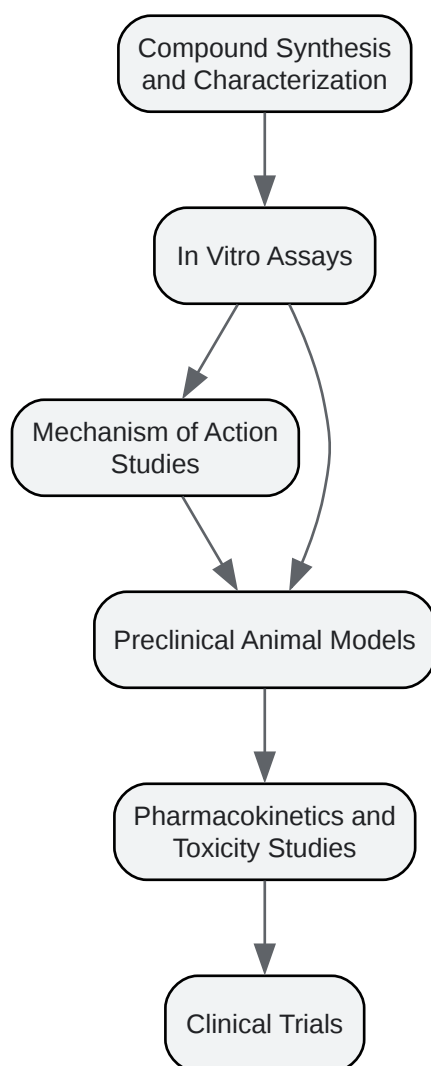 Compound Synthesis
and Characterization
In Vitro Assays
Mechanism of Action
Studies
Preclinical Animal Models
Pharmacokinetics and
Toxicity Studies
Clinical Trials